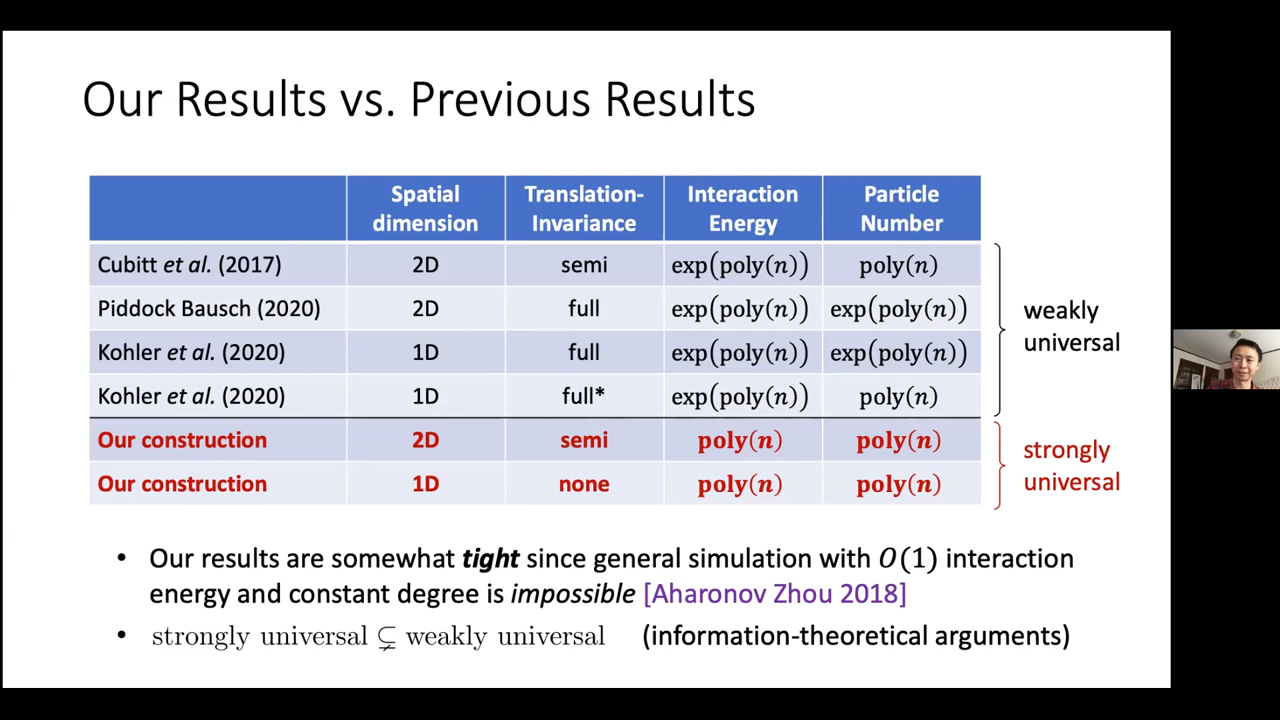 Our Results vs. Previous Results
Spatial dimension Translation-Invariance Interaction Energy Particle Number
Cubitt et al. (2017) 2D semi exp(poly(n)) poly(n)
Piddock Bausch (2020) 2D full exp(poly(n)) exp(poly(n))
Kohler et al. (2020) 1D full exp(poly(n)) exp(poly(n))
Kohler et al. (2020) 1D full* exp(poly(n)) poly(n)
weakly
universal
Our construction 2D semi poly(n) poly(n)
Our construction 1D none poly(n) poly(n)
strongly
universal
• Our results are somewhat tight since general simulation with O(1) interaction
energy and constant degree is impossible [Aharonov Zhou 2018]
• strongly universal ⊊ weakly universal (information-theoretical arguments)